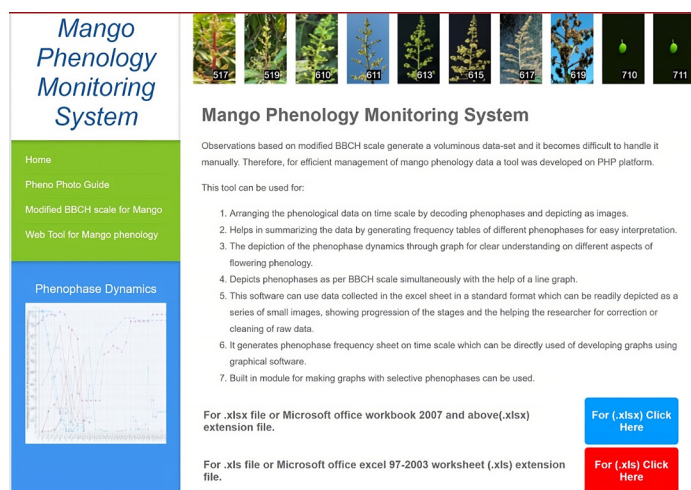 Mango
Phenology
Monitoring
System
517 519 610 611 613 615 617 619 710 711
Home
Pheno Photo Guide
Modified BBCH scale for Mango
Web Tool for Mango phenology
Phenophase Dynamics
Mango Phenology Monitoring System
Observations based on modified BBCH scale generate a voluminous data-set and it becomes difficult to handle it
manually. Therefore, for efficient management of mango phenology data a tool was developed on PHP platform.
This tool can be used for:
1. Arranging the phenological data on time scale by decoding phenophases and depicting as images.
2. Helps in summarizing the data by generating frequency tables of different phenophases for easy interpretation.
3. The depiction of the phenophase dynamics through graph for clear understanding on different aspects of
flowering phenology.
4. Depicts phenophases as per BBCH scale simultaneously with the help of a line graph.
5. This software can use data collected in the excel sheet in a standard format which can be readily depicted as a
series of small images, showing progression of the stages and the helping the researcher for correction or
cleaning of raw data.
6. It generates phenophase frequency sheet on time scale which can be directly used of developing graphs using
graphical software.
7. Built in module for making graphs with selective phenophases can be used.
For .xlsx file or Microsoft office workbook 2007 and above(.xlsx)
extension file.
For (.xlsx) Click
Here
For .xls file or Microsoft office excel 97-2003 worksheet (.xls) extension
file.
For (.xls) Click
Here